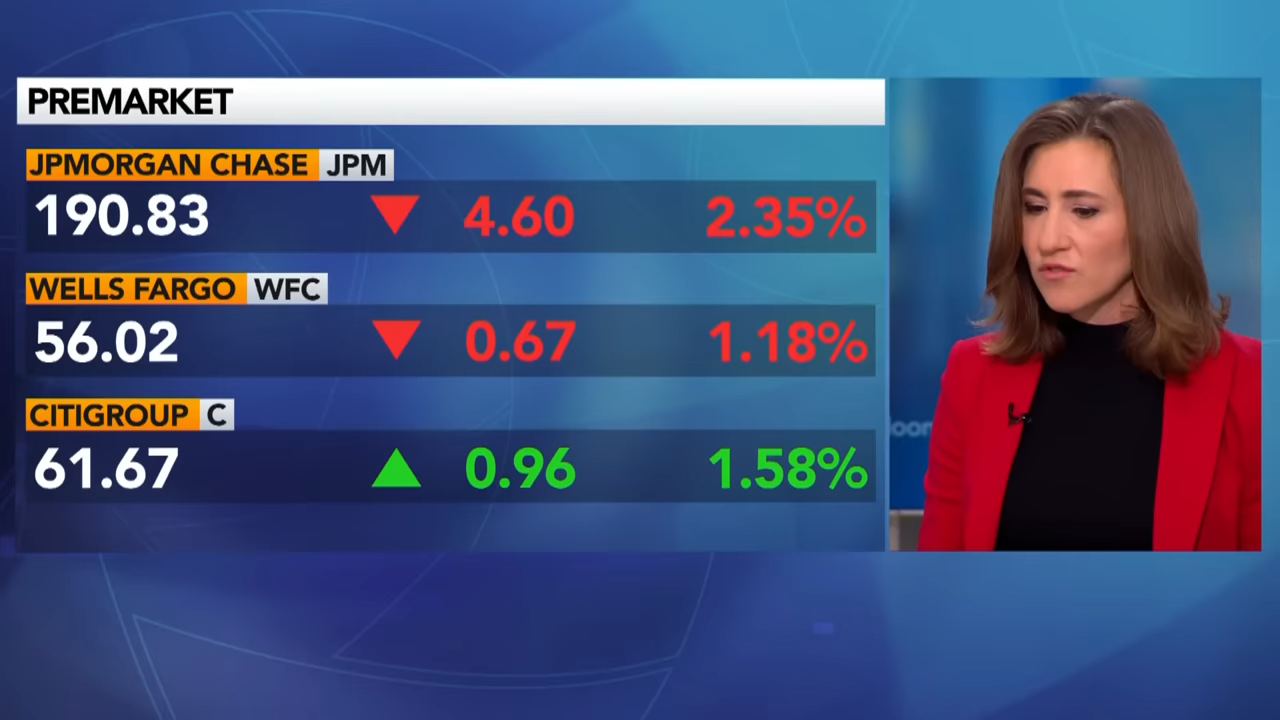 PREMARKET
JPMORGAN CHASE JPM
190.83 ▼ 4.60 2.35%
WELLS FARGO WFC
56.02 ▼ 0.67 1.18%
CITIGROUP C
61.67 ▲ 0.96 1.58%